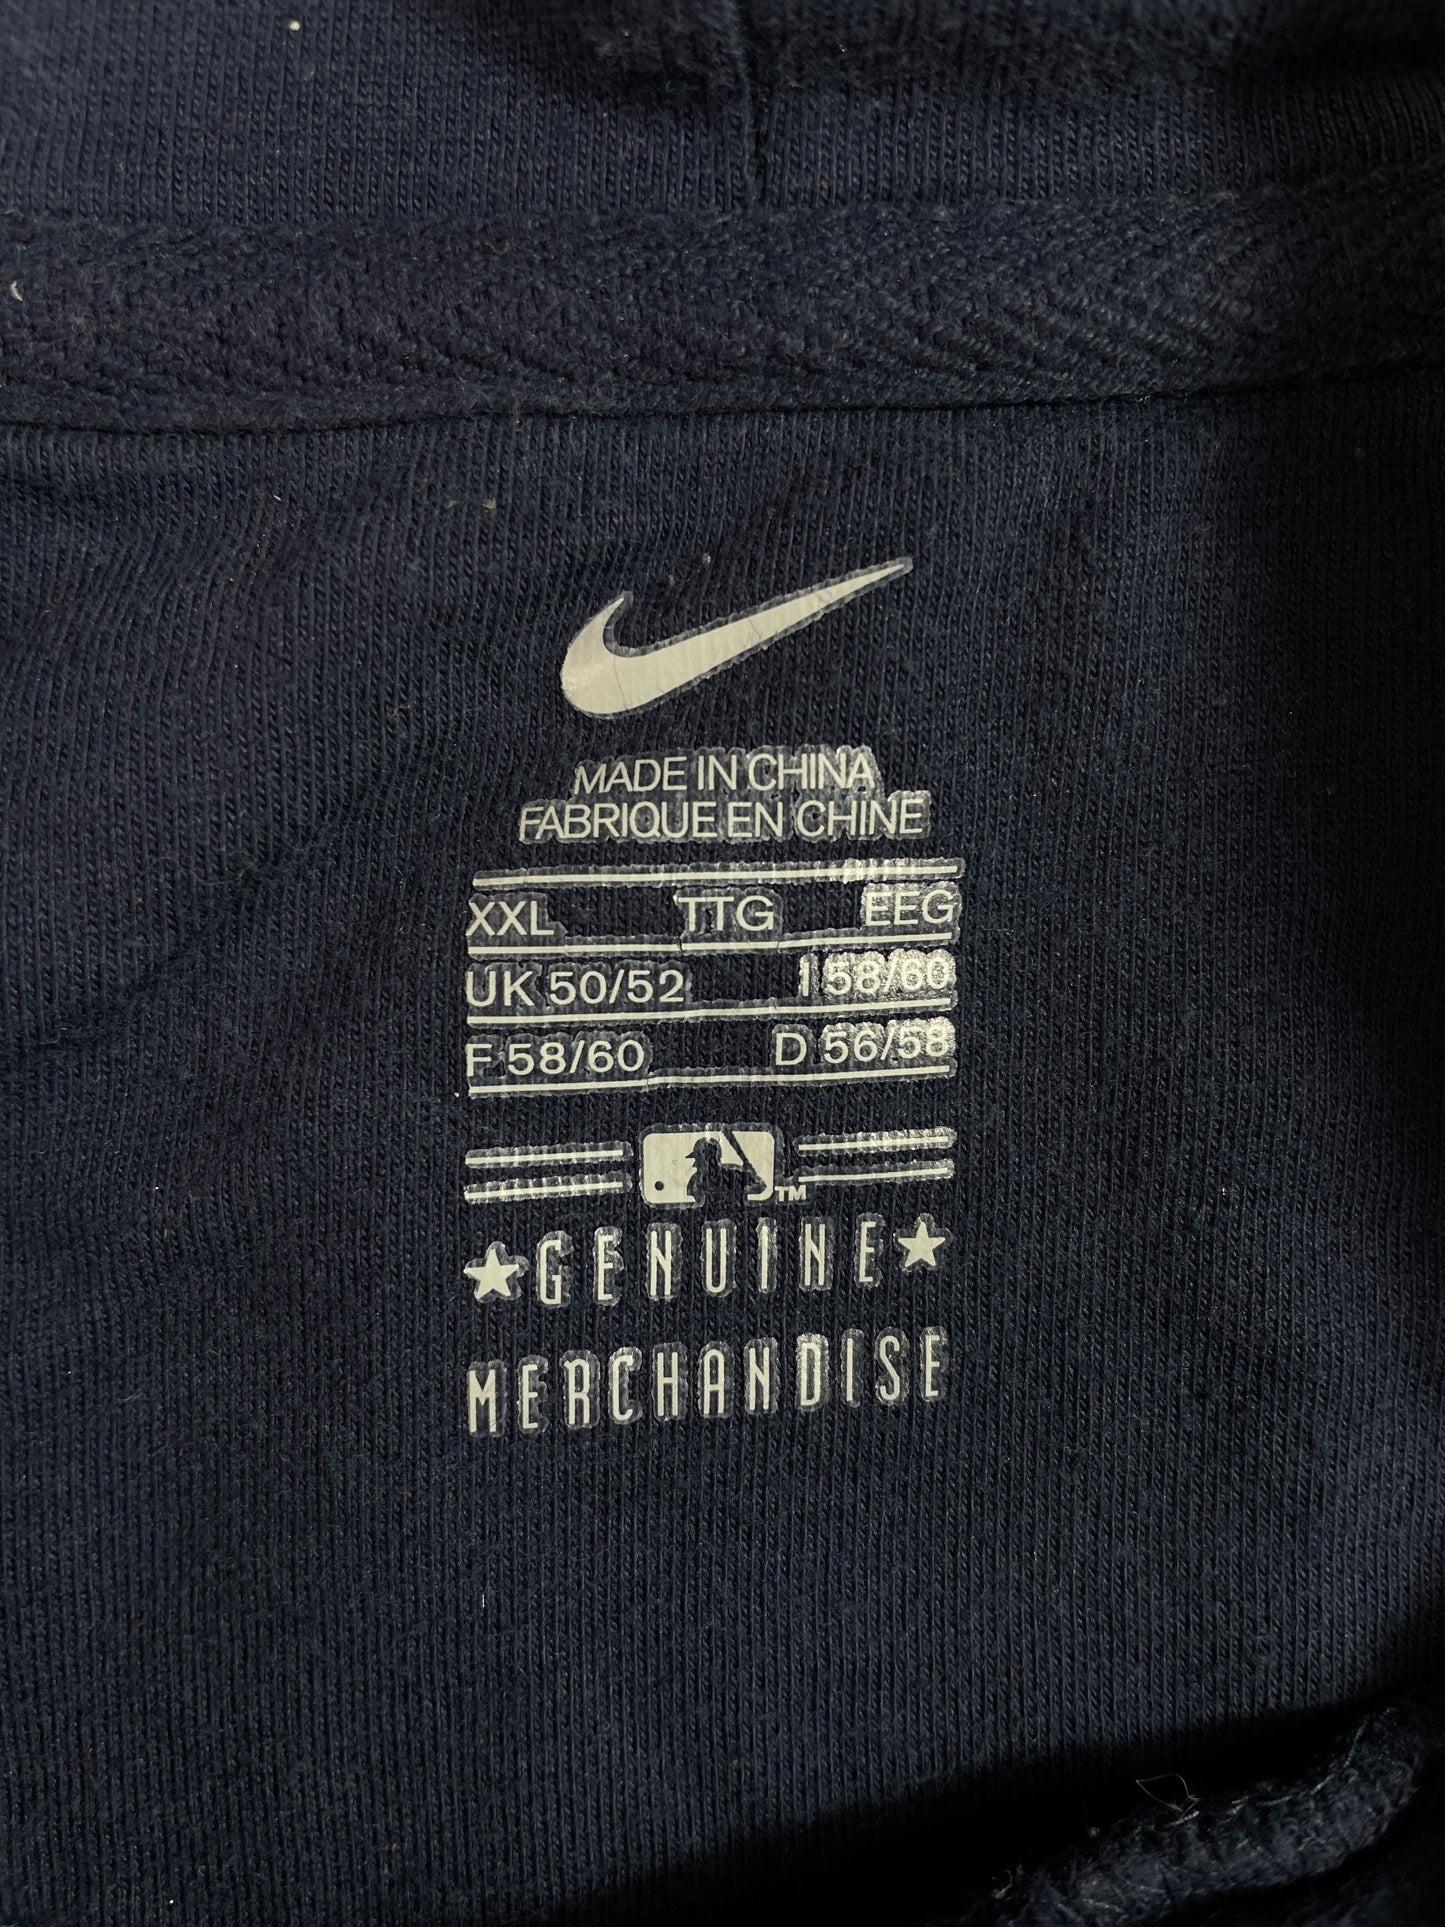 MADE IN CHINA
FABRIQUE EN CHINE
XXL TTG EEG
UK 50/52 I 58/60
F 58/60 D 56/58
TM
GENUINE
MERCHANDISE